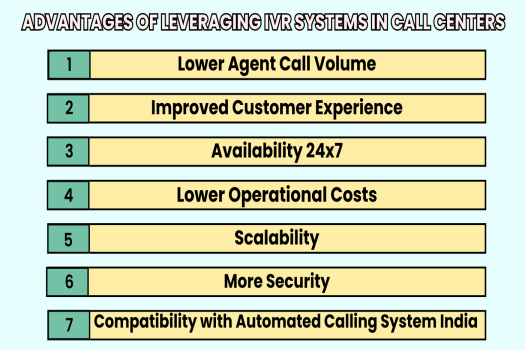 ADVANTAGES OF LEVERAGING IVR SYSTEMS IN CALL CENTERS
1 Lower Agent Call Volume
2 Improved Customer Experience
3 Availability 24x7
4 Lower Operational Costs
5 Scalability
6 More Security
7 Compatibility with Automated Calling System India